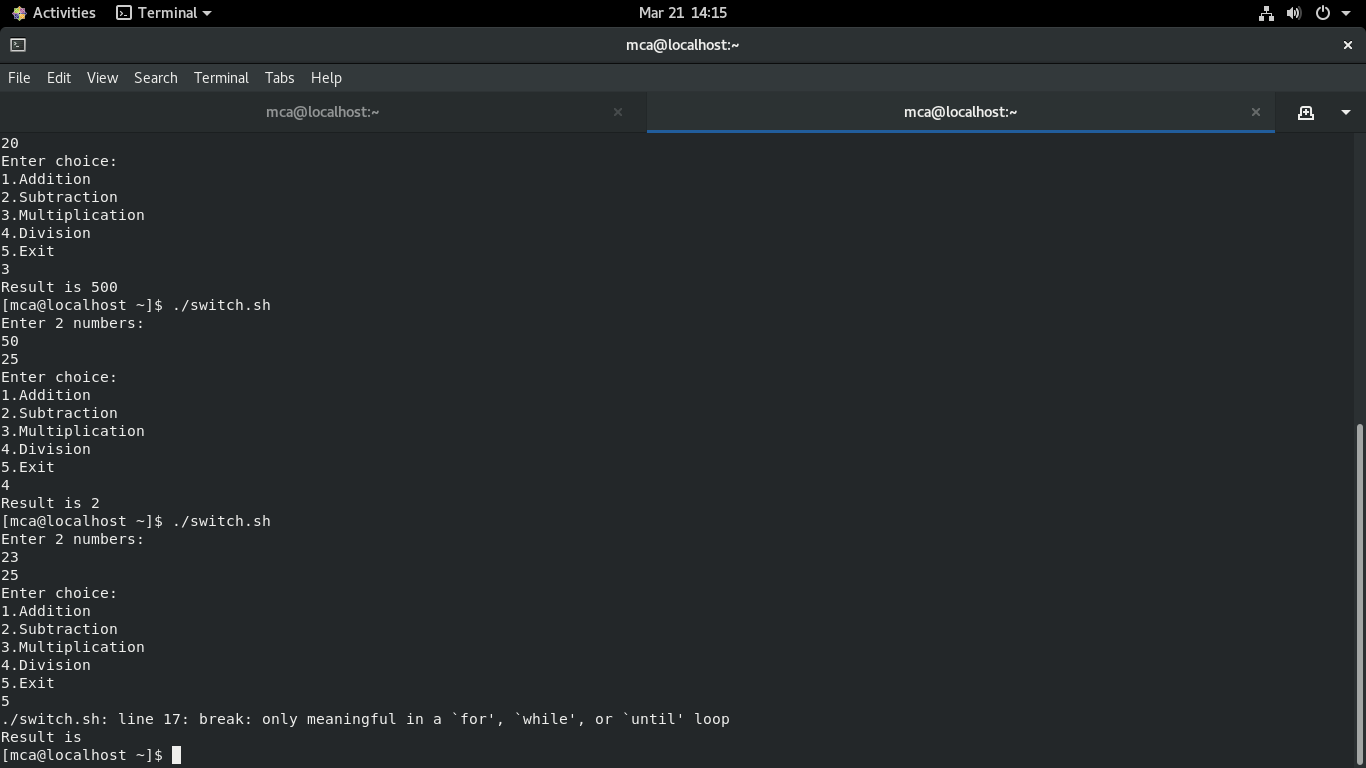 Activities Terminal Mar 21 14:15
mca@localhost:~
File Edit View Search Terminal Tabs Help
mca@localhost:~ mca@localhost:~
20
Enter choice:
1.Addition
2.Subtraction
3.Multiplication
4.Division
5.Exit
3
Result is 500
[mca@localhost ~]$ ./switch.sh
Enter 2 numbers:
50
25
Enter choice:
1.Addition
2.Subtraction
3.Multiplication
4.Division
5.Exit
4
Result is 2
[mca@localhost ~]$ ./switch.sh
Enter 2 numbers:
23
25
Enter choice:
1.Addition
2.Subtraction
3.Multiplication
4.Division
5.Exit
5
./switch.sh: line 17: break: only meaningful in a `for', `while', or `until' loop
Result is
[mca@localhost ~]$